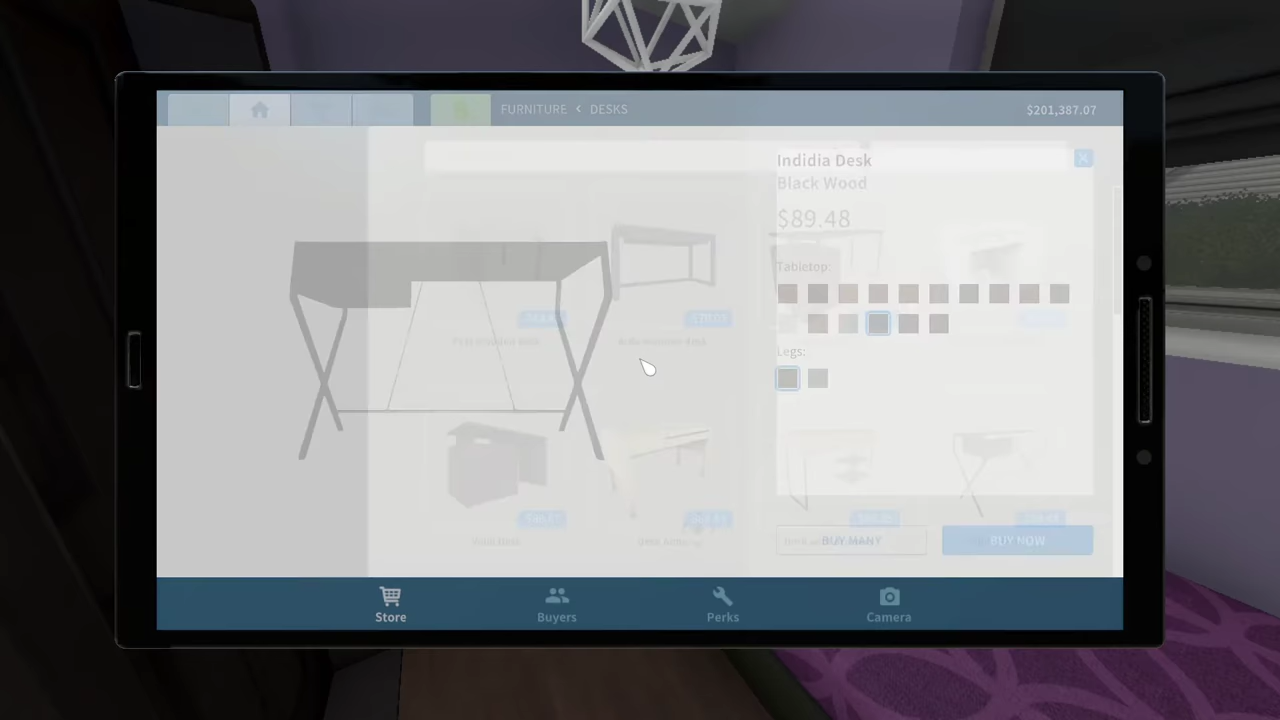 FURNITURE < DESKS
$201,387.07
Indidia Desk
Black Wood
$89.48
Tabletop:
Legs:
BUY MANY
BUY NOW
Store
Buyers
Perks
Camera